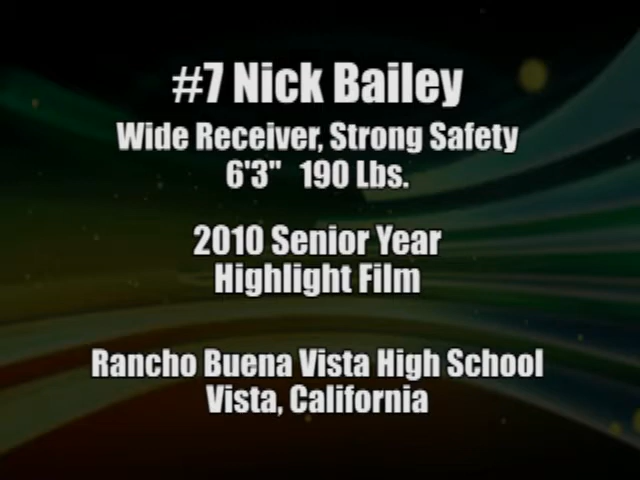 #7 Nick Bailey
Wide Receiver, Strong Safety
6'3" 190 Lbs.
2010 Senior Year
Highlight Film
Rancho Buena Vista High School
Vista, California